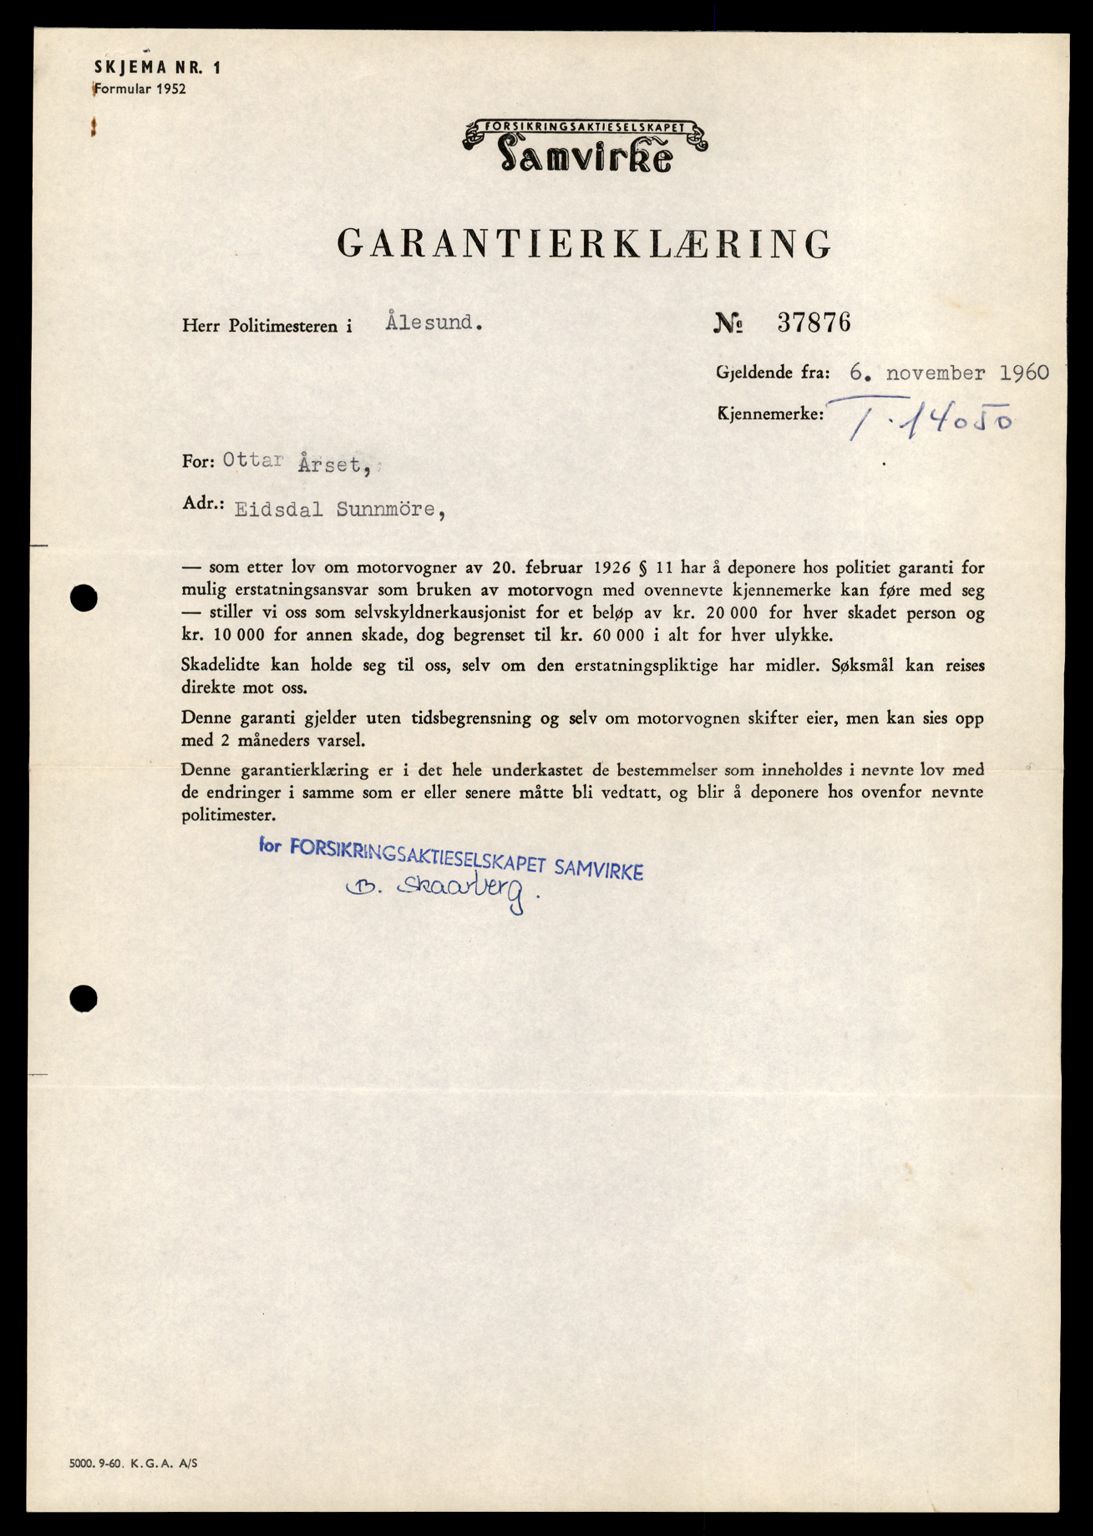 SKJEMA NR. 1
Formular 1952
FORSIKRINGSAKTIESELSKAPET
Samvirke
GARANTIERKLÆRING
Herr Politimesteren i Ålesund.
№ 37876
Gjeldende fra: 6. november 1960
Kjennemerke: T-14050
For: Ottar Årset,
Adr.: Eidsdal Sunnmöre,
— som etter lov om motorvogner av 20. februar 1926 § 11 har å deponere hos politiet garanti for
mulig erstatningsansvar som bruken av motorvogn med ovennevte kjennemerke kan føre med seg
— stiller vi oss som selvskyldnerkausjonist for et beløp av kr. 20 000 for hver skadet person og
kr. 10 000 for annen skade, dog begrenset til kr. 60 000 i alt for hver ulykke.
Skadelidte kan holde seg til oss, selv om den erstatningspliktige har midler. Søksmål kan reises
direkte mot oss.
Denne garanti gjelder uten tidsbegrensning og selv om motorvognen skifter eier, men kan sies opp
med 2 måneders varsel.
Denne garantierklæring er i det hele underkastet de bestemmelser som inneholdes i nevnte lov med
de endringer i samme som er eller senere måtte bli vedtatt, og blir å deponere hos ovenfor nevnte
politimester.
for FORSIKRINGSAKTIESELSKAPET SAMVIRKE
B. Skaarberg.
5000. 9-60. K.G.A. A/S